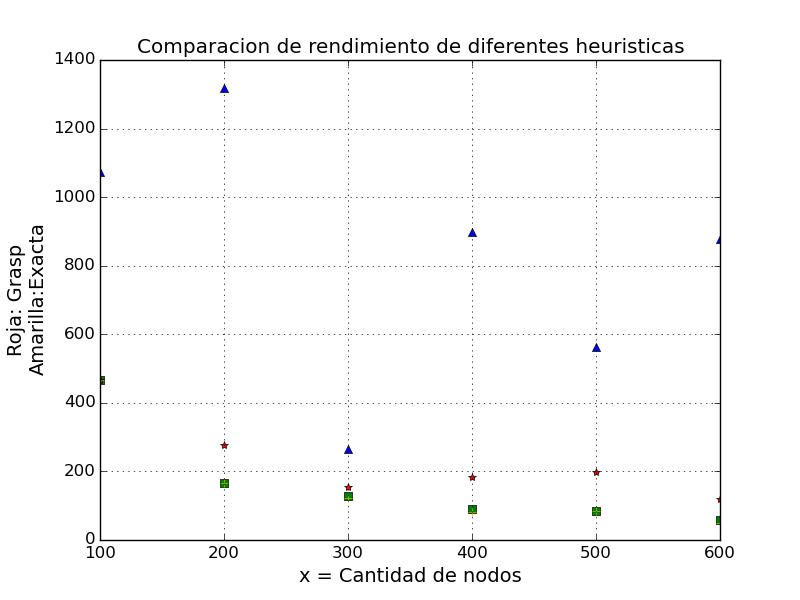 Comparacion de rendimiento de diferentes heuristicas
1400
1200
1000
800
600
400
200
0
Roja: Grasp
Amarilla:Exacta
100 200 300 400 500 600
x = Cantidad de nodos